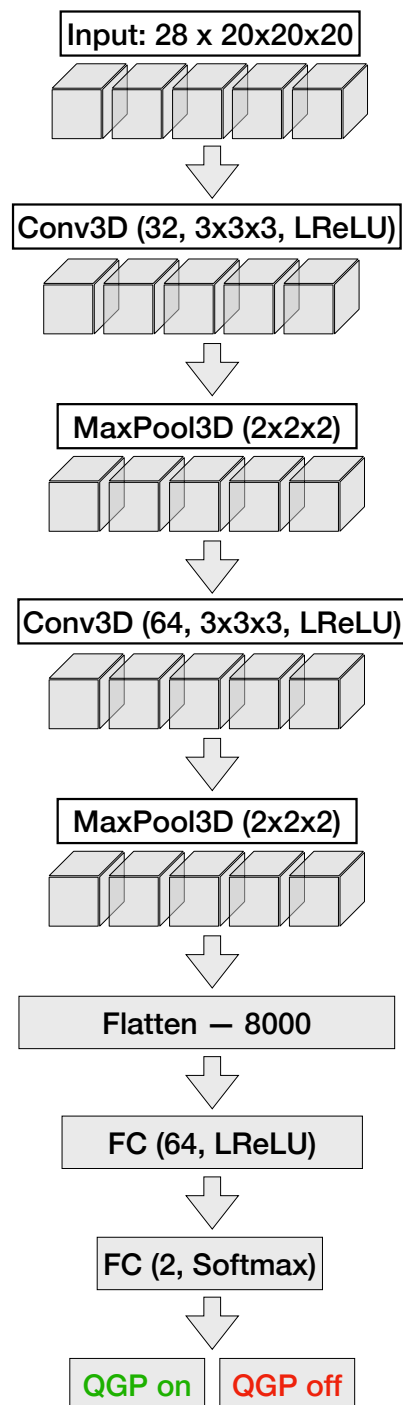 Input: 28 x 20x20x20
Conv3D (32, 3x3x3, LReLU)
MaxPool3D (2x2x2)
Conv3D (64, 3x3x3, LReLU)
MaxPool3D (2x2x2)
Flatten — 8000
FC (64, LReLU)
FC (2, Softmax)
QGP on QGP off